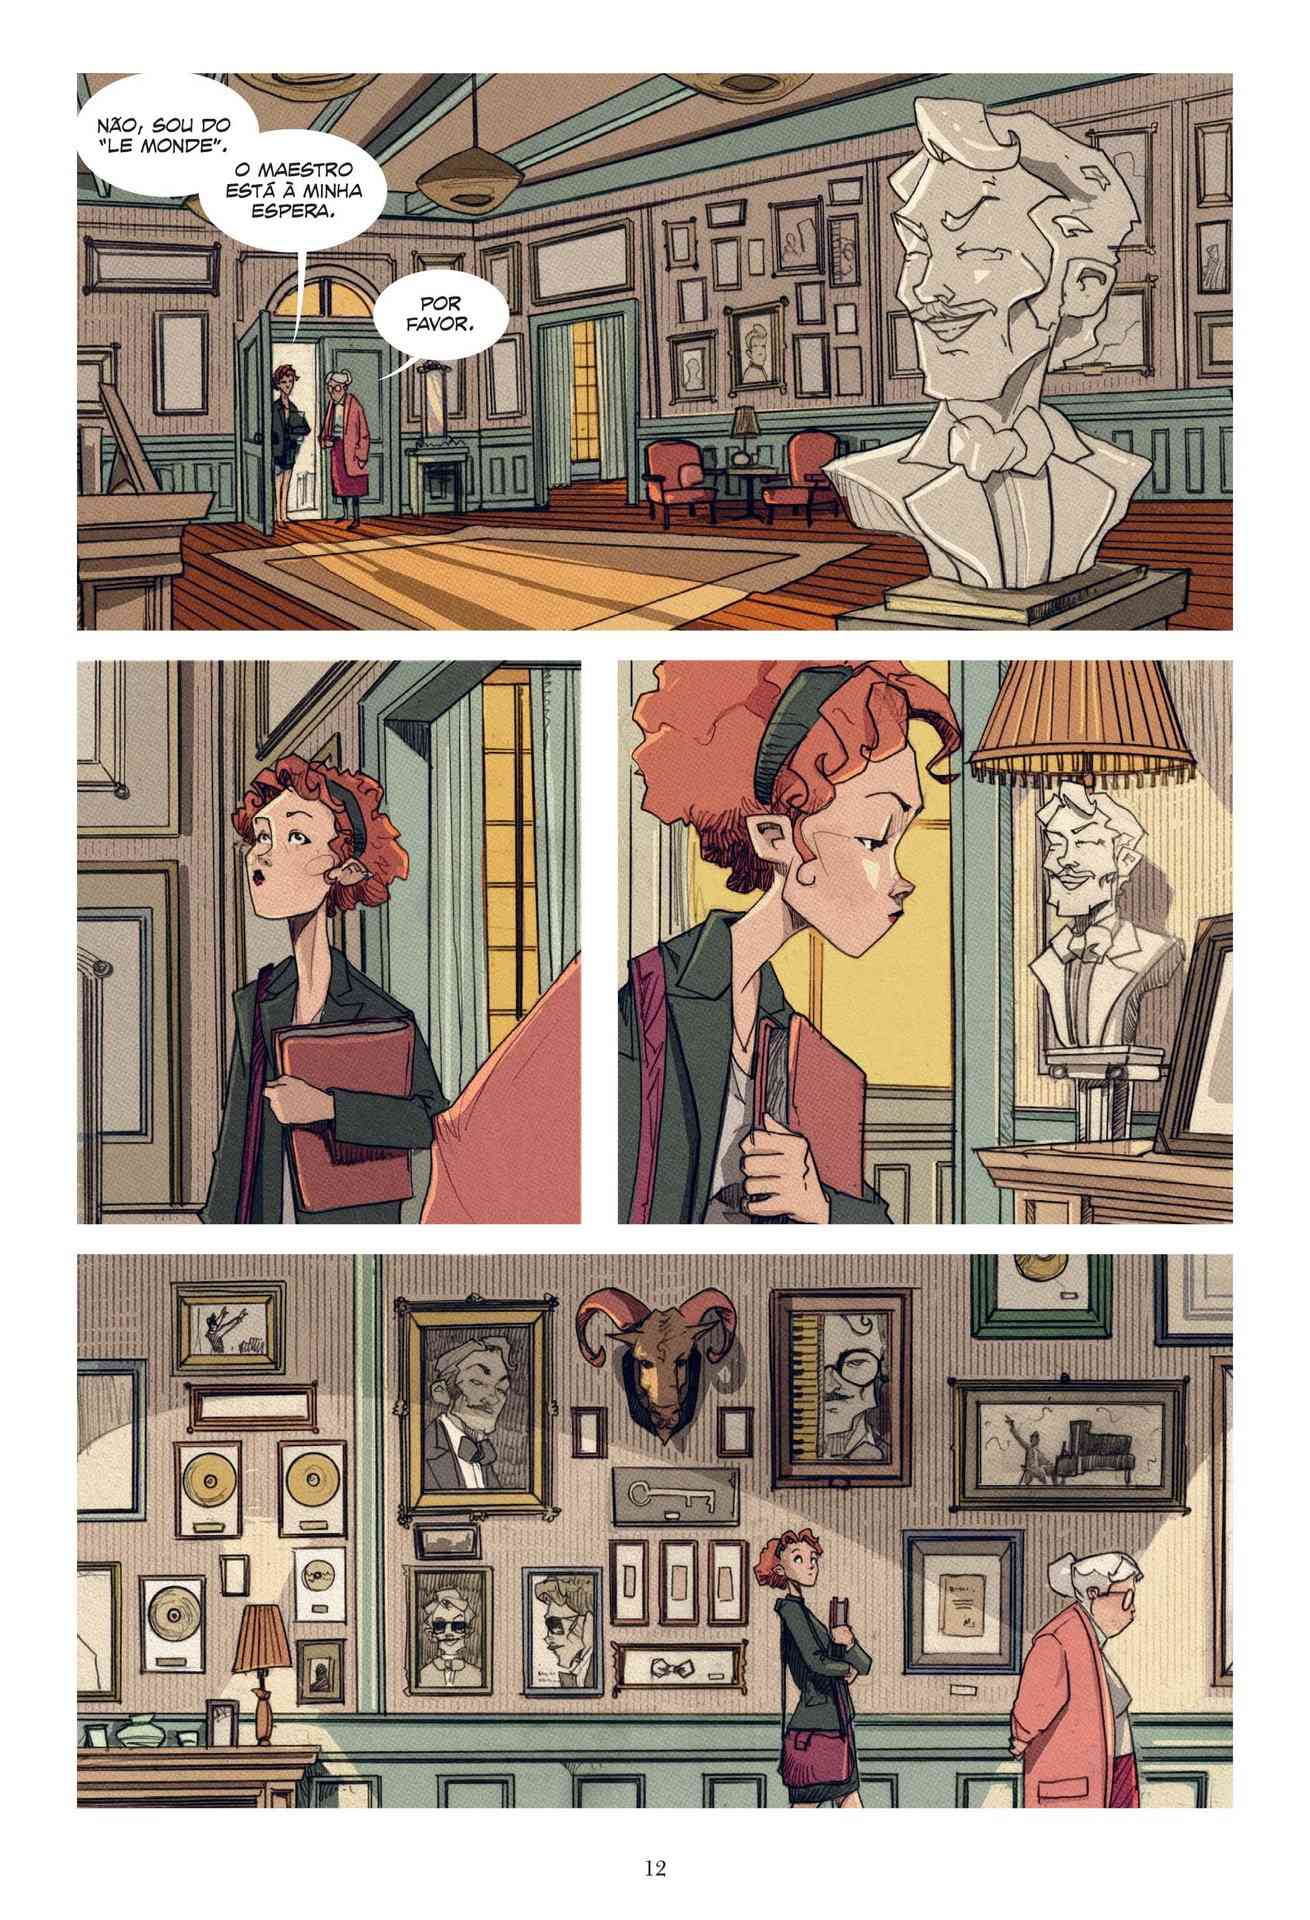 NÃO, SOU DO
"LE MONDE".
O MAESTRO
ESTÁ À MINHA
ESPERA.
POR
FAVOR.
12